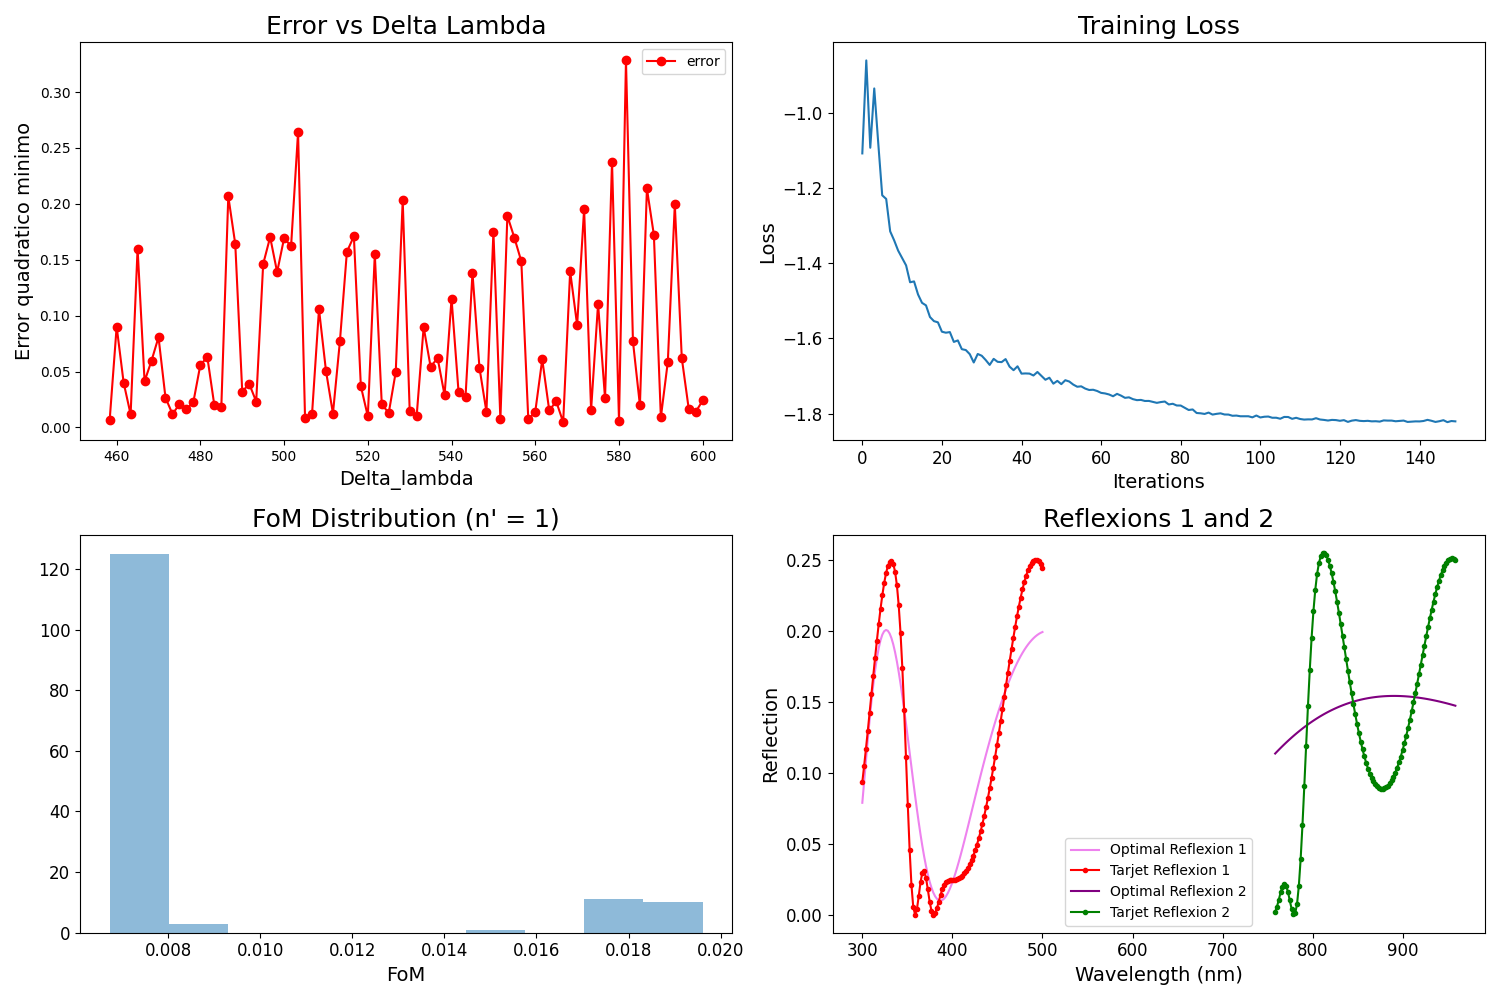 Error vs Delta Lambda
error
Error quadratico minimo
0.30
0.25
0.20
0.15
0.10
0.05
0.00
460 480 500 520 540 560 580 600
Delta_lambda
Training Loss
Loss
−1.0
−1.2
−1.4
−1.6
−1.8
0 20 40 60 80 100 120 140
Iterations
FoM Distribution (n' = 1)
120
100
80
60
40
20
0
0.008 0.010 0.012 0.014 0.016 0.018 0.020
FoM
Reflexions 1 and 2
Reflection
0.25
0.20
0.15
0.10
0.05
0.00
Optimal Reflexion 1
Tarjet Reflexion 1
Optimal Reflexion 2
Tarjet Reflexion 2
300 400 500 600 700 800 900
Wavelength (nm)